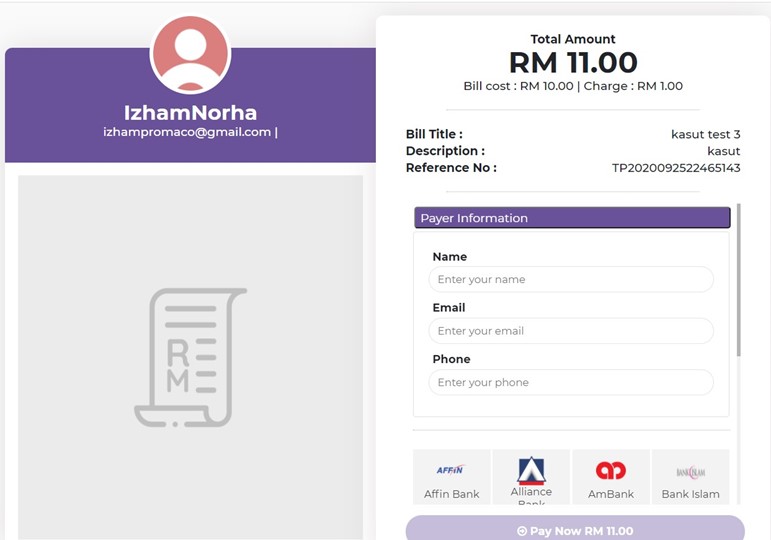 IzhamNorha
izhampromaco@gmail.com |
RM
Total Amount
RM 11.00
Bill cost : RM 10.00 | Charge : RM 1.00
Bill Title : kasut test 3
Description : kasut
Reference No : TP2020092522465143
Payer Information
Name
Enter your name
Email
Enter your email
Phone
Enter your phone
AFFIN
BANK ISLAM
Affin Bank
Alliance
Bank
AmBank
Bank Islam
Pay Now RM 11.00